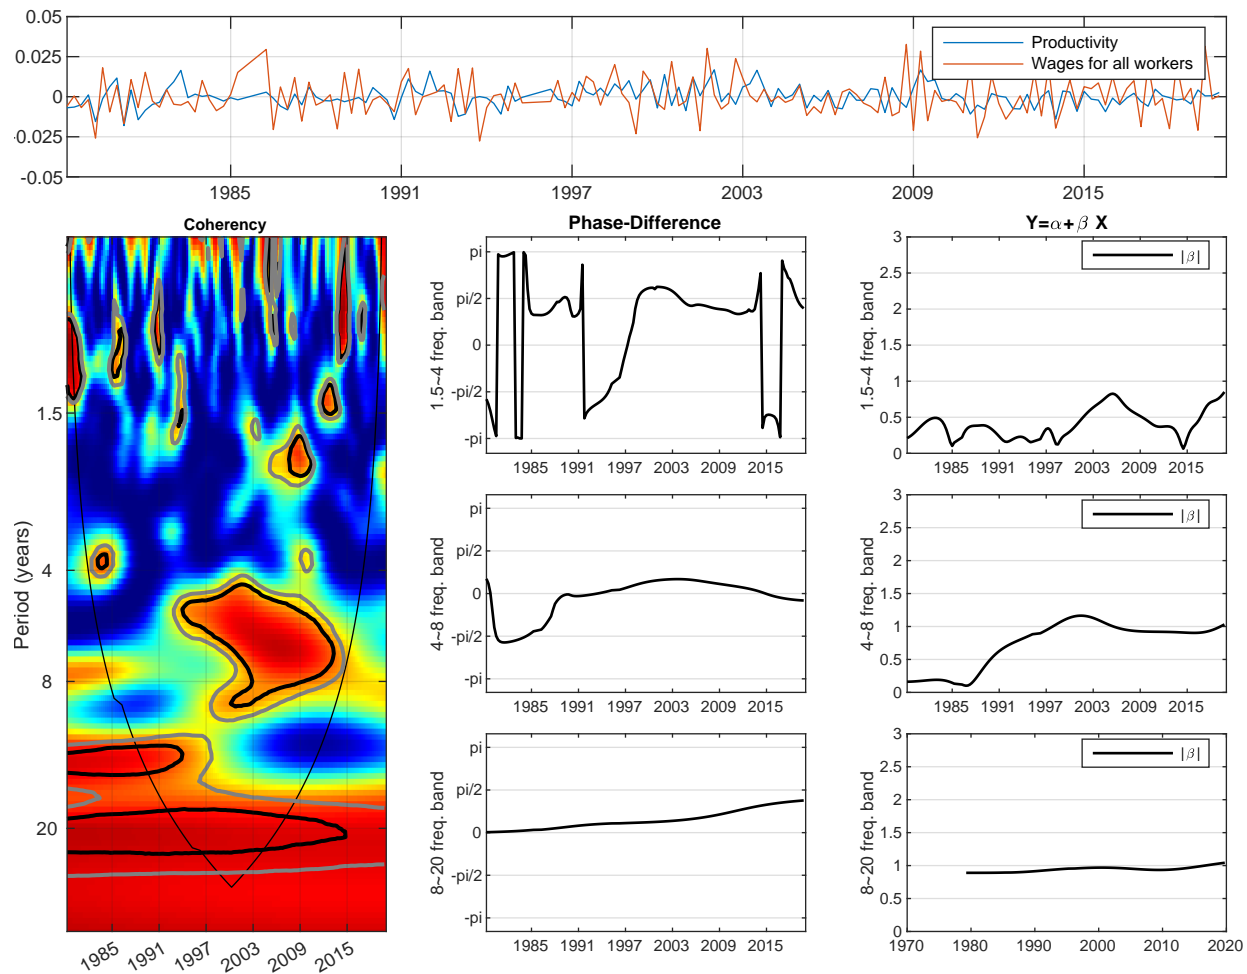 0.05
0.025
0
-0.025
-0.05
Productivity
Wages for all workers
1985 1991 1997 2003 2009 2015
Coherency
Period (years)
1.5
4
8
20
1985 1991 1997 2003 2009 2015
Phase-Difference
1.5~4 freq. band
pi
pi/2
0
-pi/2
-pi
1985 1991 1997 2003 2009 2015
4~8 freq. band
pi
pi/2
0
-pi/2
-pi
1985 1991 1997 2003 2009 2015
8~20 freq. band
pi
pi/2
0
-pi/2
-pi
1985 1991 1997 2003 2009 2015
Y=α+β X
|β|
1.5~4 freq. band
3
2.5
2
1.5
1
0.5
0
1985 1991 1997 2003 2009 2015
|β|
4~8 freq. band
3
2.5
2
1.5
1
0.5
0
1985 1991 1997 2003 2009 2015
|β|
8~20 freq. band
3
2.5
2
1.5
1
0.5
0
1970 1980 1990 2000 2010 2020